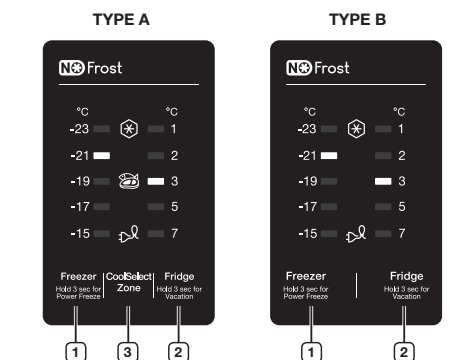 TYPE A
NO Frost
°C °C
-23 1
-21 2
-19 3
-17 5
-15 7
Freezer
Hold 3 sec for
Power Freeze
CoolSelect
Zone
Fridge
Hold 3 sec for
Vacation
1 3 2
TYPE B
NO Frost
°C °C
-23 1
-21 2
-19 3
-17 5
-15 7
Freezer
Hold 3 sec for
Power Freeze
Fridge
Hold 3 sec for
Vacation
1 2